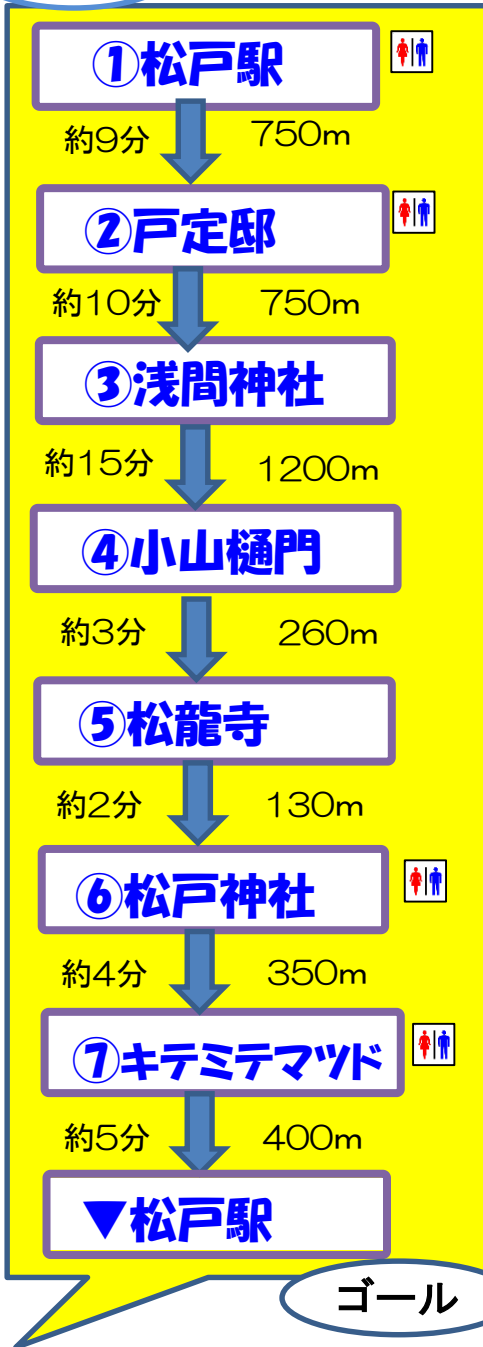 ①松戸駅
約9分 750m
②戸定邸
約10分 750m
③浅間神社
約15分 1200m
④小山樋門
約3分 260m
⑤松龍寺
約2分 130m
⑥松戸神社
約4分 350m
⑦キテミテマツド
約5分 400m
▼松戸駅
ゴール